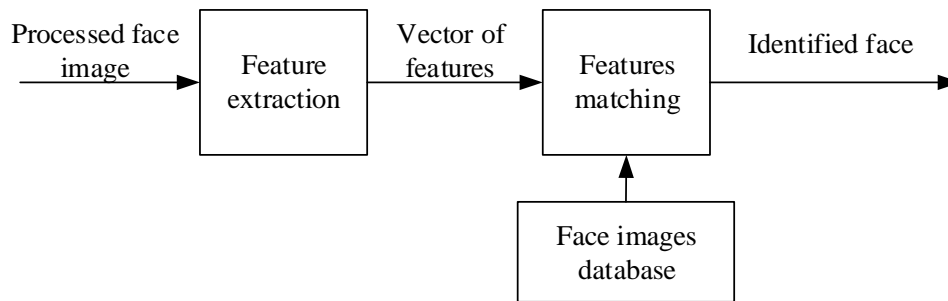 Processed face
image
Feature
extraction
Vector of
features
Features
matching
Identified face
Face images
database